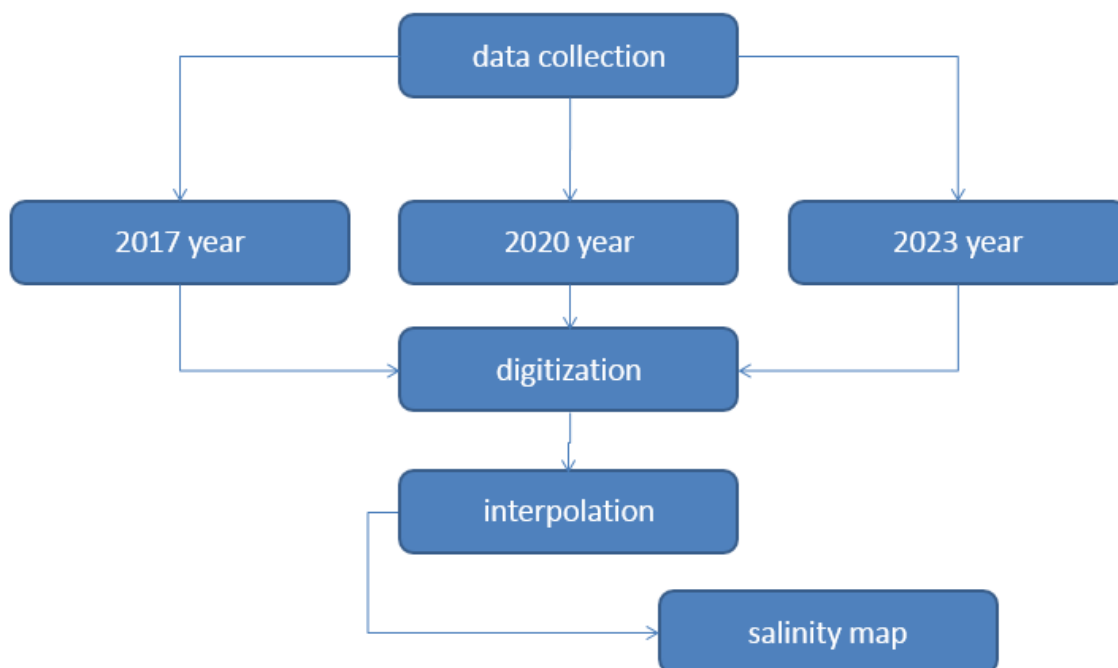 data collection
2017 year
2020 year
2023 year
digitization
interpolation
salinity map